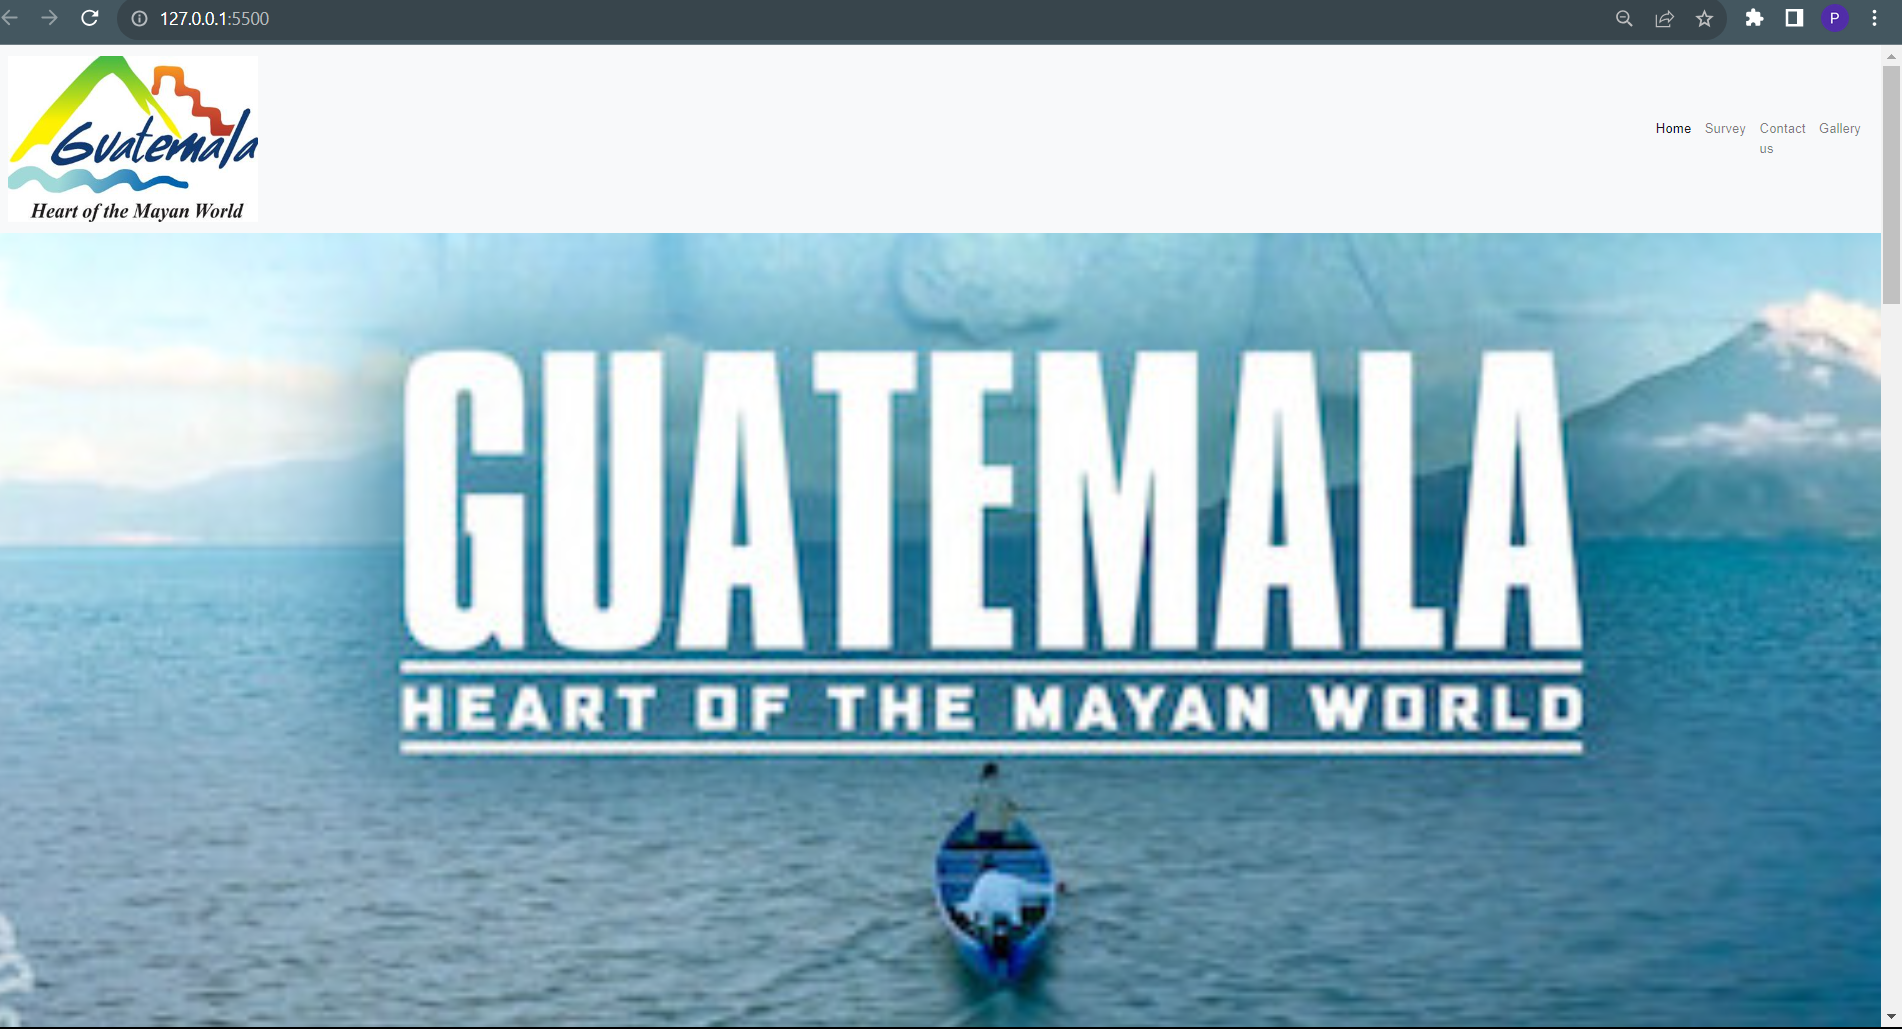 127.0.0.1:5500
P
Guatemala
Heart of the Mayan World
Home Survey Contact us Gallery
GUATEMALA
HEART OF THE MAYAN WORLD